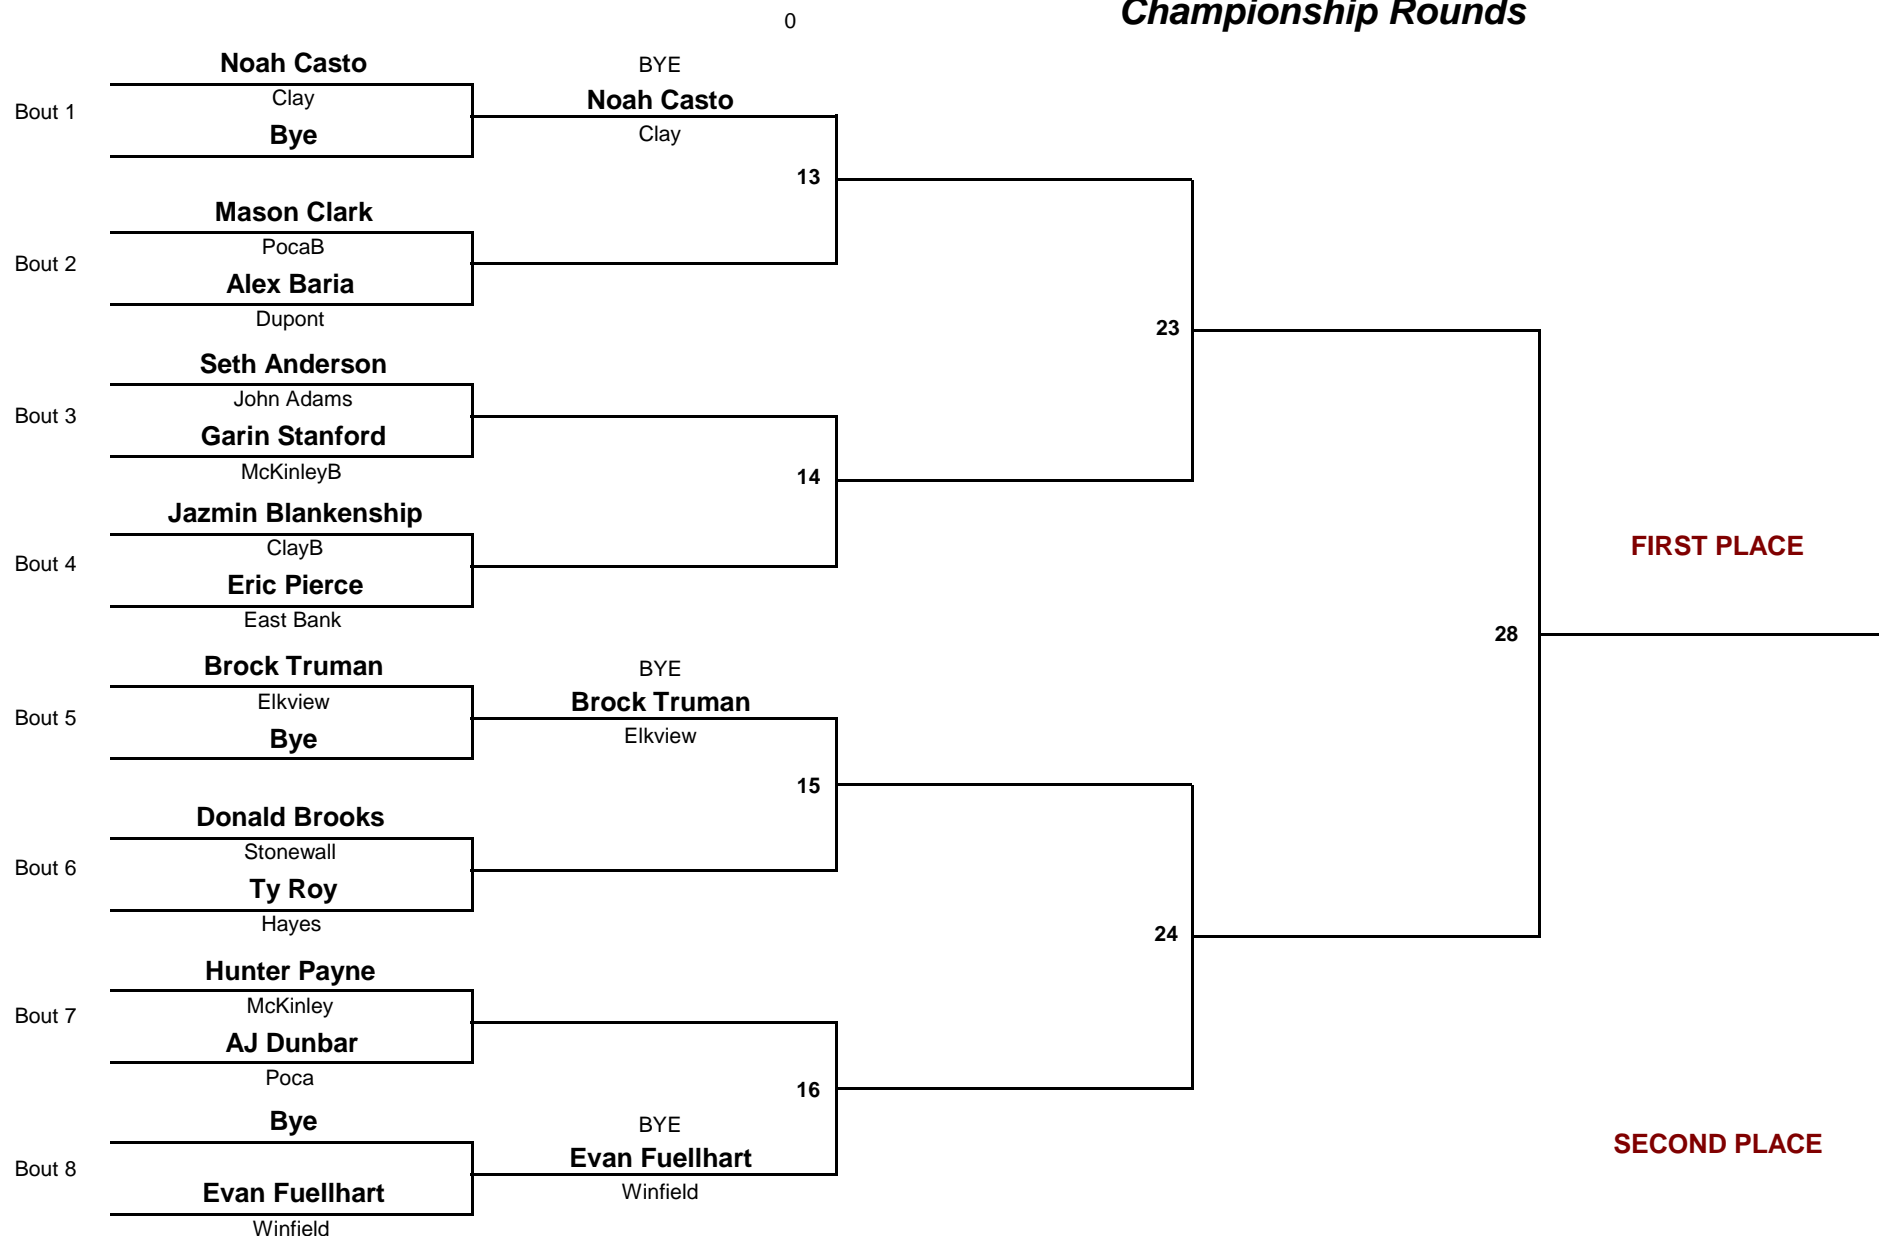 Championship Rounds
0
Noah Casto
BYE
Bout 1
Clay
Noah Casto
Bye
Clay
13
Mason Clark
Bout 2
PocaB
Alex Baria
Dupont
23
Seth Anderson
Bout 3
John Adams
Garin Stanford
McKinleyB
14
Jazmin Blankenship
Bout 4
ClayB
FIRST PLACE
Eric Pierce
East Bank
28
Brock Truman
BYE
Bout 5
Elkview
Brock Truman
Bye
Elkview
15
Donald Brooks
Bout 6
Stonewall
Ty Roy
Hayes
24
Hunter Payne
Bout 7
McKinley
AJ Dunbar
Poca
16
Bye
BYE
SECOND PLACE
Bout 8
Evan Fuellhart
Evan Fuellhart
Winfield
Winfield